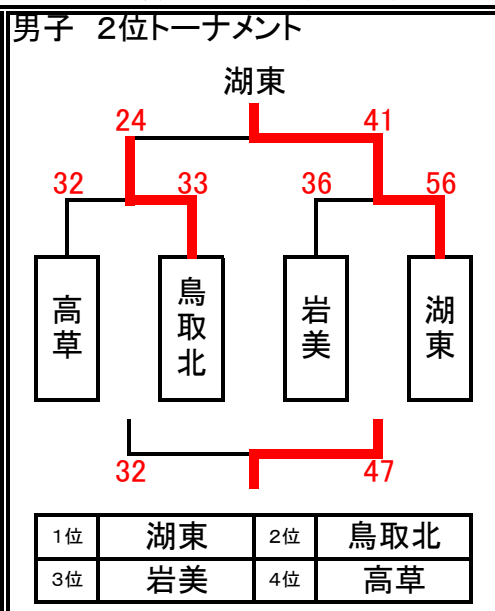 男子 2位トーナメント
湖東
24 41
32 33 36 56
高草 鳥取北 岩美 湖東
32 47
1位 湖東 2位 鳥取北
3位 岩美 4位 高草